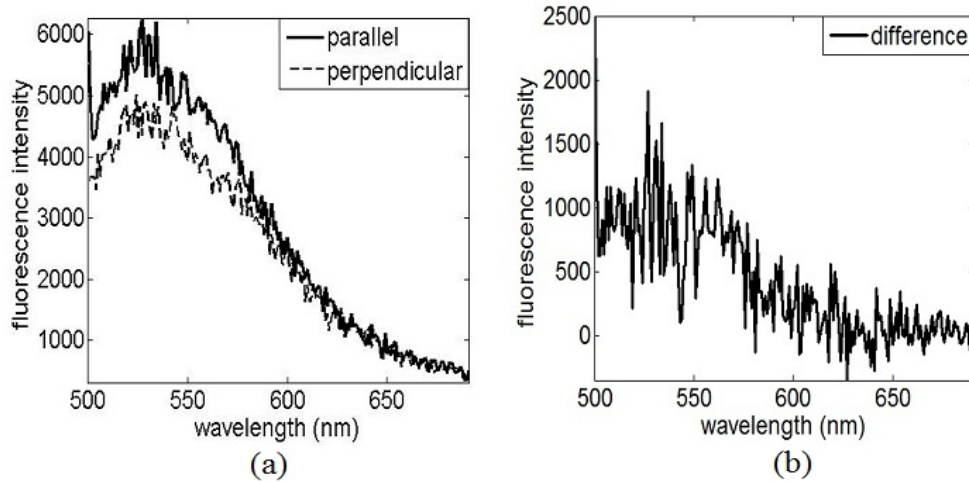 6000
5000
4000
3000
2000
1000
500 550 600 650
fluorescence intensity
wavelength (nm)
parallel
perpendicular
(a)
2500
2000
1500
1000
500
0
500 550 600 650
fluorescence intensity
wavelength (nm)
difference
(b)